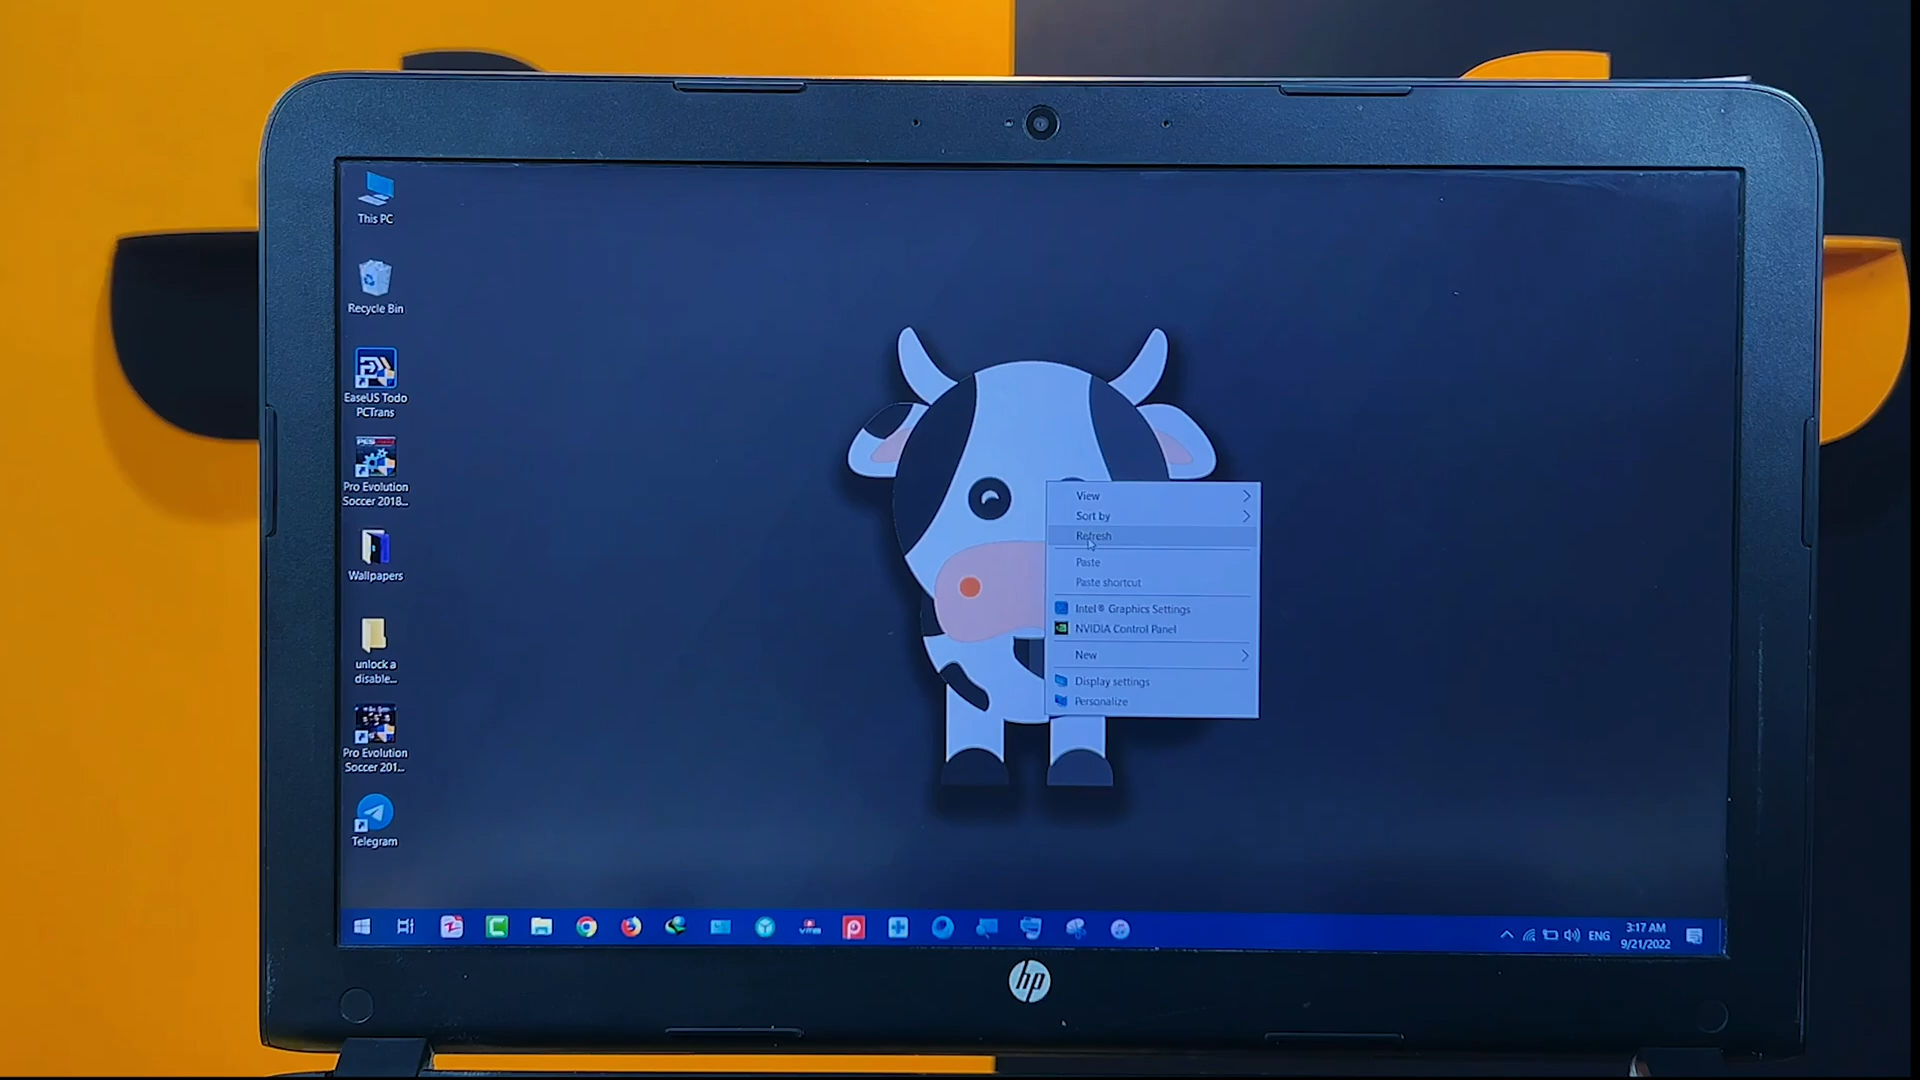 This PC
Recycle Bin
EaseUS Todo
PCTrans
PES
Pro Evolution
Soccer 2018...
Wallpapers
unlock a
disable...
Pro Evolution
Soccer 201...
Telegram
View
Sort by
Refresh
Paste
Paste shortcut
Intel® Graphics Settings
NVIDIA Control Panel
New
Display settings
Personalize
ENG
3:17 AM
9/21/2022
hp